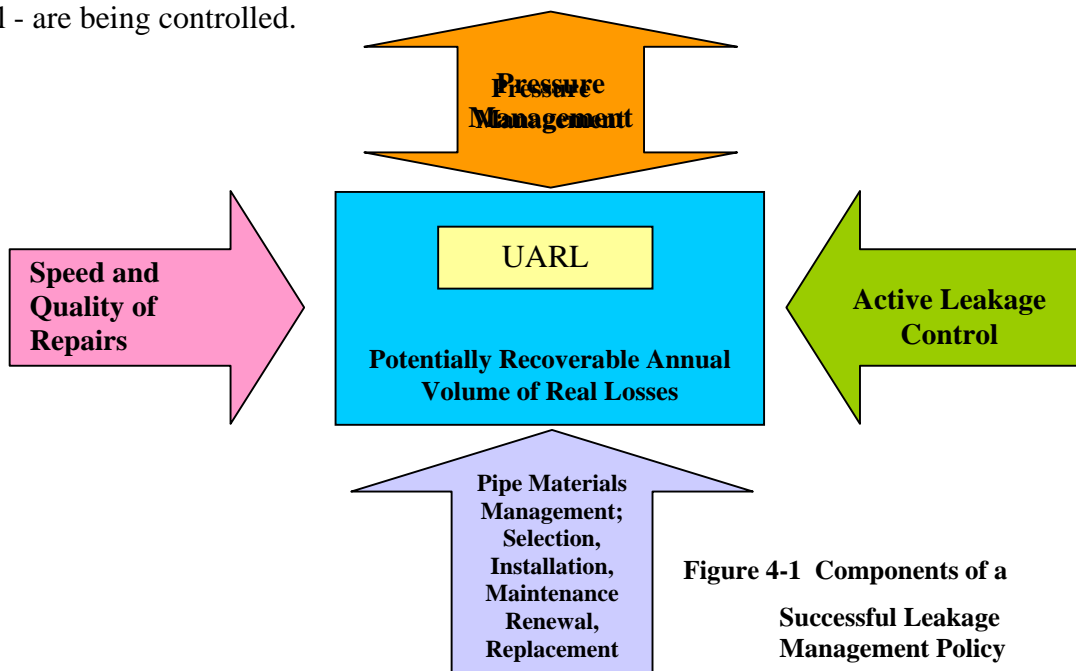 l - are being controlled.
Pressure
Management
Pressure
Management
UARL
Speed and
Quality of
Repairs
Active Leakage
Control
Potentially Recoverable Annual
Volume of Real Losses
Pipe Materials
Management;
Selection,
Installation,
Maintenance
Renewal,
Replacement
Figure 4-1 Components of a
Successful Leakage
Management Policy